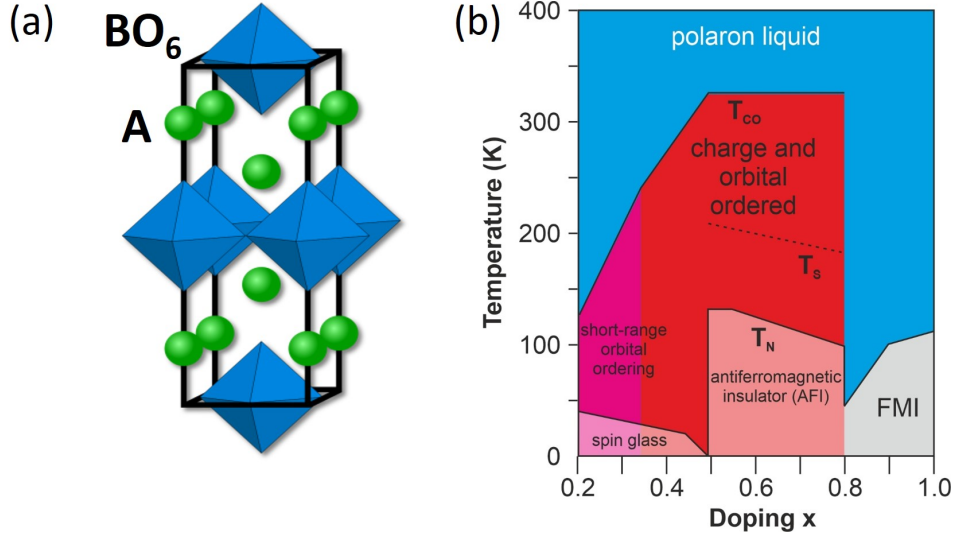 (a)
BO6
A
(b)
400
300
200
100
0
Temperature (K)
polaron liquid
TCO
charge and
orbital
ordered
TS
short-range
orbital
ordering
TN
antiferromagnetic
insulator (AFI)
FMI
spin glass
0.2
0.4
0.6
0.8
1.0
Doping x